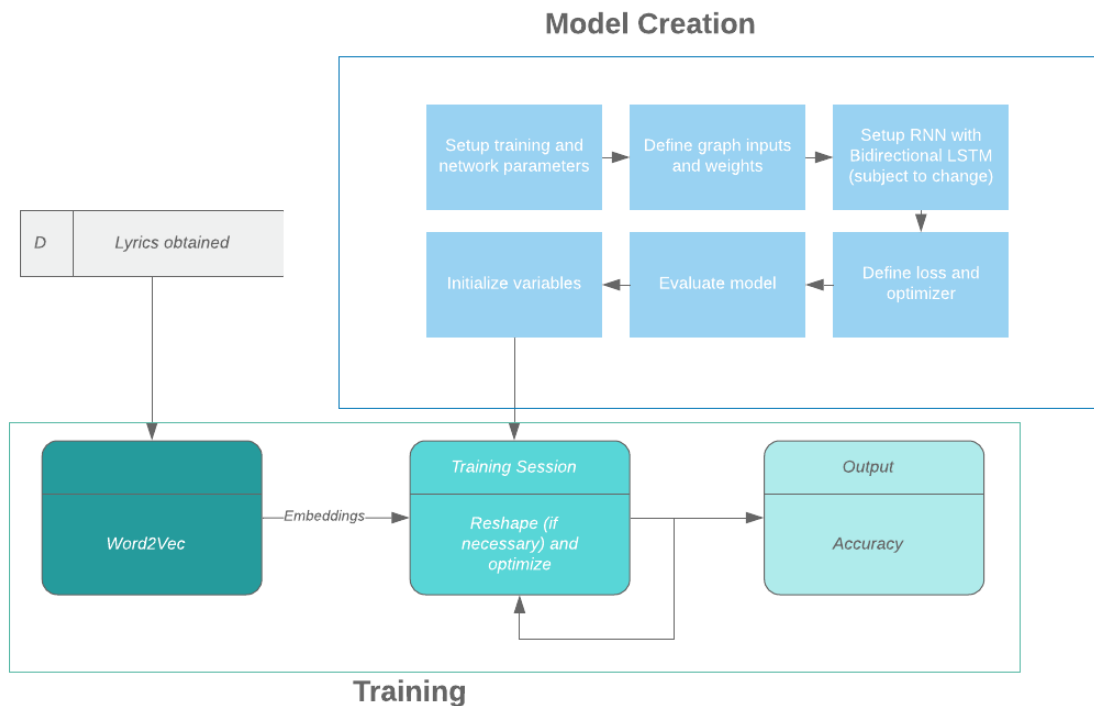 Model Creation
Setup training and
network parameters
Define graph inputs
and weights
Setup RNN with
Bidirectional LSTM
(subject to change)
D
Lyrics obtained
Initialize variables
Evaluate model
Define loss and
optimizer
Training Session
Output
Word2Vec
Embeddings
Reshape (if
necessary) and
optimize
Accuracy
Training